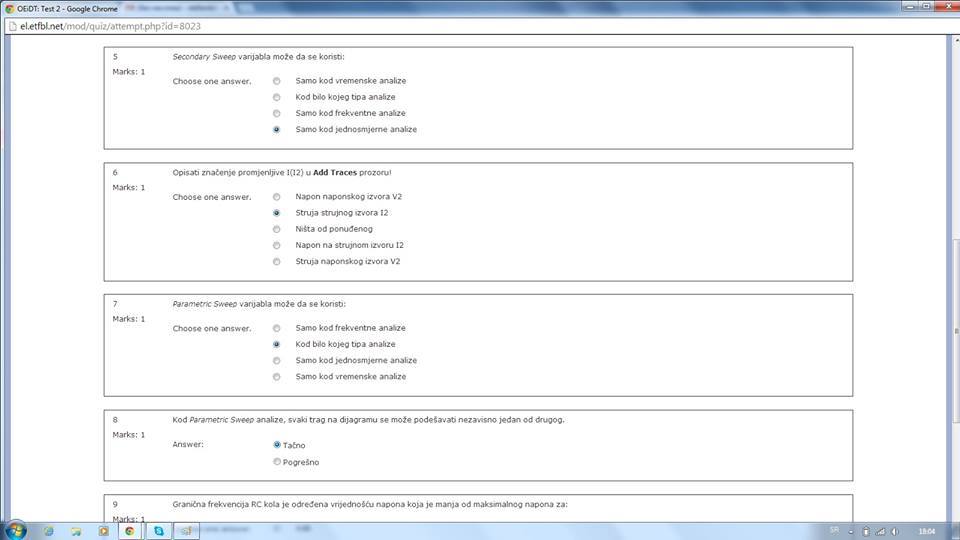 OEiDT: Test 2 - Google Chrome
el.etfbl.net/mod/quiz/attempt.php?id=8023
5
Secondary Sweep varijabla može da se koristi:
Marks: 1
Choose one answer.
Samo kod vremenske analize
Kod bilo kojeg tipa analize
Samo kod frekventne analize
Samo kod jednosmjerne analize
6
Opisati značenje promjenljive I(I2) u Add Traces prozoru!
Marks: 1
Choose one answer.
Napon naponskog izvora V2
Struja strujnog izvora I2
Ništa od ponuđenog
Napon na strujnom izvoru I2
Struja naponskog izvora V2
7
Parametric Sweep varijabla može da se koristi:
Marks: 1
Choose one answer.
Samo kod frekventne analize
Kod bilo kojeg tipa analize
Samo kod jednosmjerne analize
Samo kod vremenske analize
8
Kod Parametric Sweep analize, svaki trag na dijagramu se može podešavati nezavisno jedan od drugog.
Marks: 1
Answer:
Tačno
Pogrešno
9
Granična frekvencija RC kola je određena vrijednošću napona koja je manja od maksimalnog napona za:
Marks: 1
SR
18:04